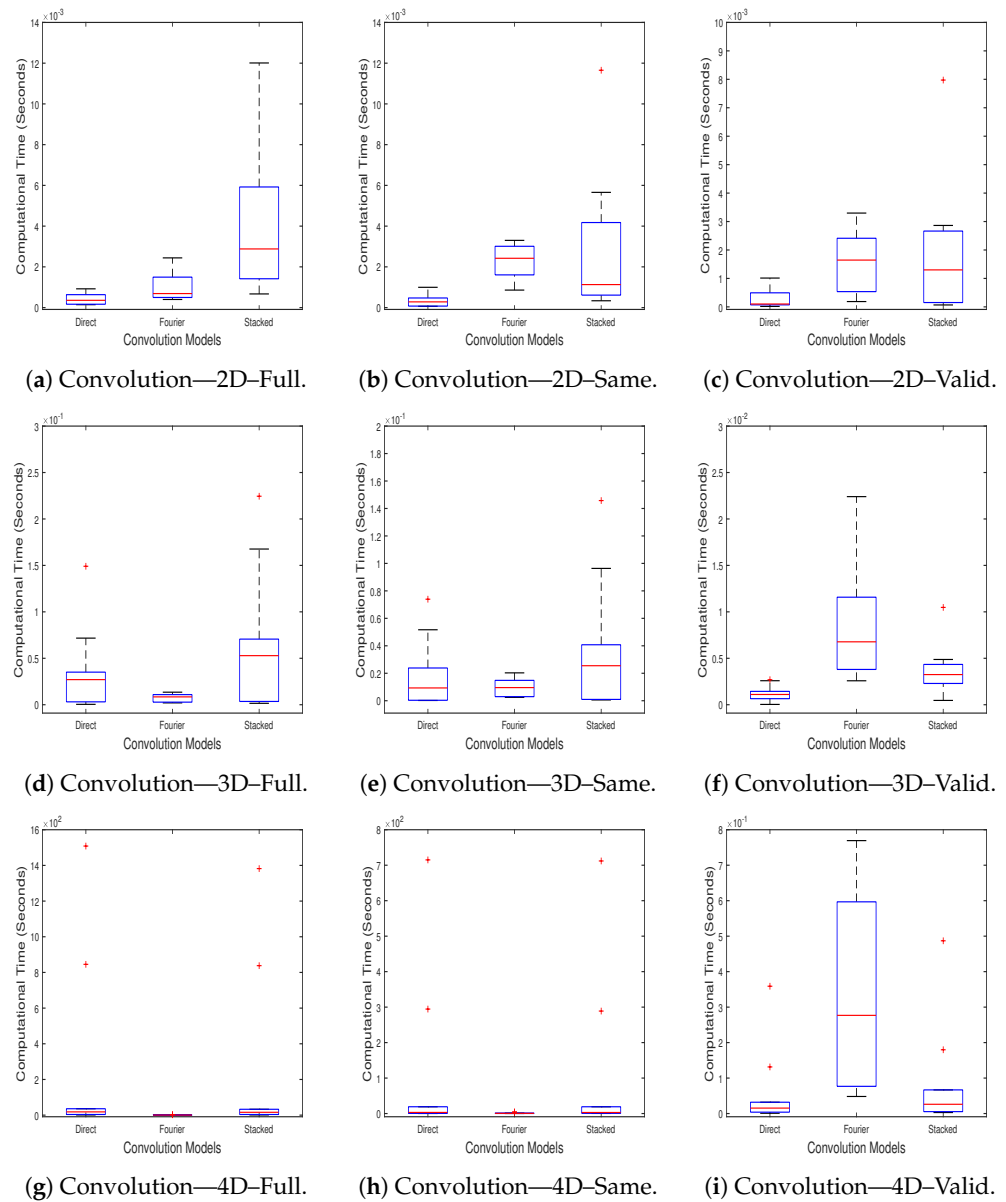 ×10⁻³
14
12
10
8
6
4
2
0
Computational Time (Seconds)
Direct Fourier Stacked
Convolution Models
(a) Convolution—2D–Full.
×10⁻³
14
12
10
8
6
4
2
0
Computational Time (Seconds)
Direct Fourier Stacked
Convolution Models
(b) Convolution—2D–Same.
×10⁻³
10
9
8
7
6
5
4
3
2
1
0
Computational Time (Seconds)
Direct Fourier Stacked
Convolution Models
(c) Convolution—2D–Valid.
×10⁻¹
3
2.5
2
1.5
1
0.5
0
Computational Time (Seconds)
Direct Fourier Stacked
Convolution Models
(d) Convolution—3D–Full.
×10⁻¹
2
1.8
1.6
1.4
1.2
1
0.8
0.6
0.4
0.2
0
Computational Time (Seconds)
Direct Fourier Stacked
Convolution Models
(e) Convolution—3D–Same.
×10⁻²
3
2.5
2
1.5
1
0.5
0
Computational Time (Seconds)
Direct Fourier Stacked
Convolution Models
(f) Convolution—3D–Valid.
×10²
16
14
12
10
8
6
4
2
0
Computational Time (Seconds)
Direct Fourier Stacked
Convolution Models
(g) Convolution—4D–Full.
×10²
8
7
6
5
4
3
2
1
0
Computational Time (Seconds)
Direct Fourier Stacked
Convolution Models
(h) Convolution—4D–Same.
×10⁻¹
8
7
6
5
4
3
2
1
0
Computational Time (Seconds)
Direct Fourier Stacked
Convolution Models
(i) Convolution—4D–Valid.